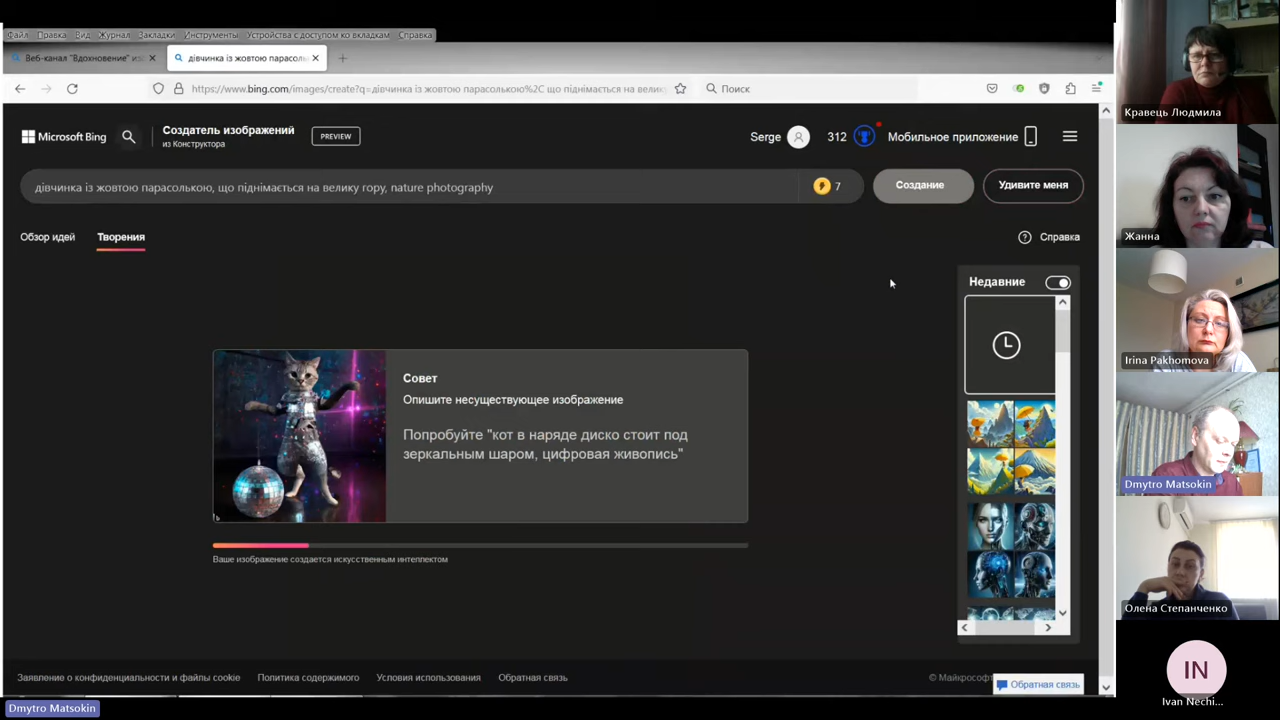 Файл Правка Вид Журнал Закладки Инструменты Устройства с доступом ко вкладкам Справка
Веб-канал "Вдохновение" из
дівчинка із жовтою парасоль
https://www.bing.com/images/create?q=дівчинка із жовтою парасолькою%2C що піднімається на велик
Поиск
Microsoft Bing
Создатель изображений
из Конструктора
PREVIEW
Serge
312
Мобильное приложение
дівчинка із жовтою парасолькою, що піднімається на велику гору, nature photography
7
Создание
Удивите меня
Обзор идей
Творения
Справка
Недавние
Совет
Опишите несуществующее изображение
Попробуйте "кот в наряде диско стоит под
зеркальным шаром, цифровая живопись"
Ваше изображение создается искусственным интеллектом
Заявление о конфиденциальности и файлы cookie
Политика содержимого
Условия использования
Обратная связь
© Майкрософт
Обратная связь
Dmytro Matsokin
Кравець Людмила
Жанна
Irina Pakhomova
Dmytro Matsokin
Олена Степанченко
IN
Ivan Nechi...